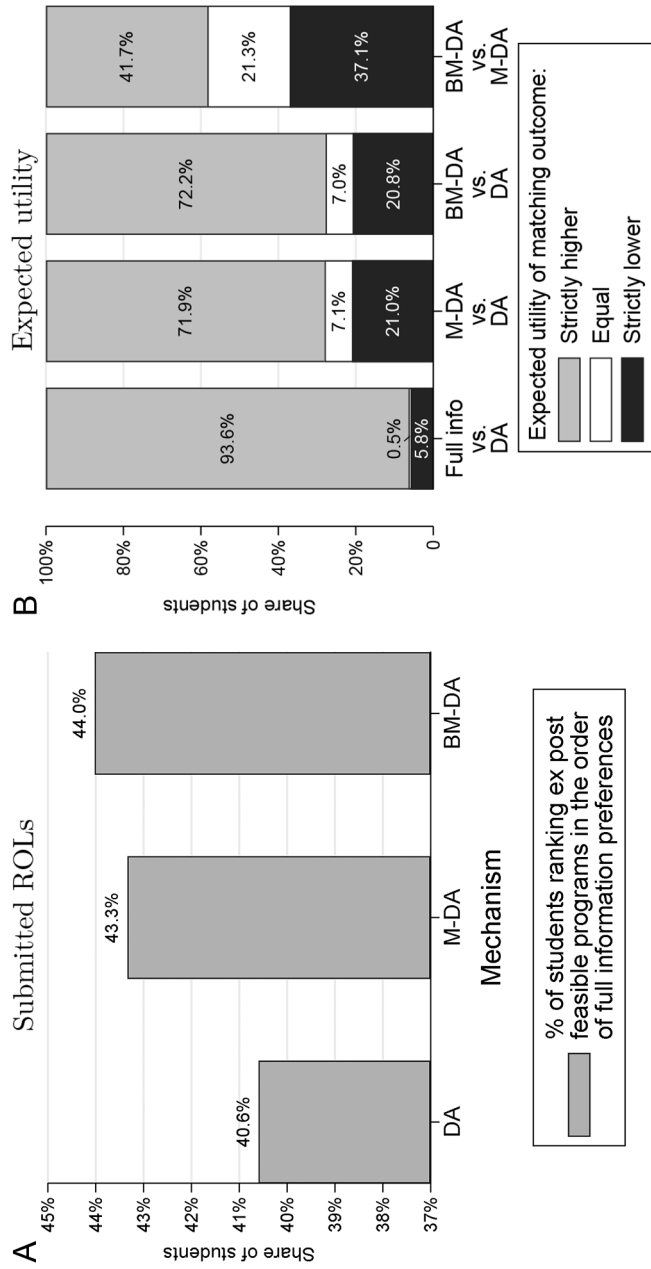 A
Submitted ROLs
Share of students
45%
44%
43%
42%
41%
40%
39%
38%
37%
40.6%
43.3%
44.0%
DA
M-DA
BM-DA
Mechanism
% of students ranking ex post
feasible programs in the order
of full information preferences
B
Expected utility
Share of students
100%
80%
60%
40%
20%
0
93.6%
0.5%
5.8%
71.9%
7.1%
21.0%
72.2%
7.0%
20.8%
41.7%
21.3%
37.1%
Full info
vs.
DA
M-DA
vs.
DA
BM-DA
vs.
DA
BM-DA
vs.
M-DA
Expected utility of matching outcome:
Strictly higher
Equal
Strictly lower